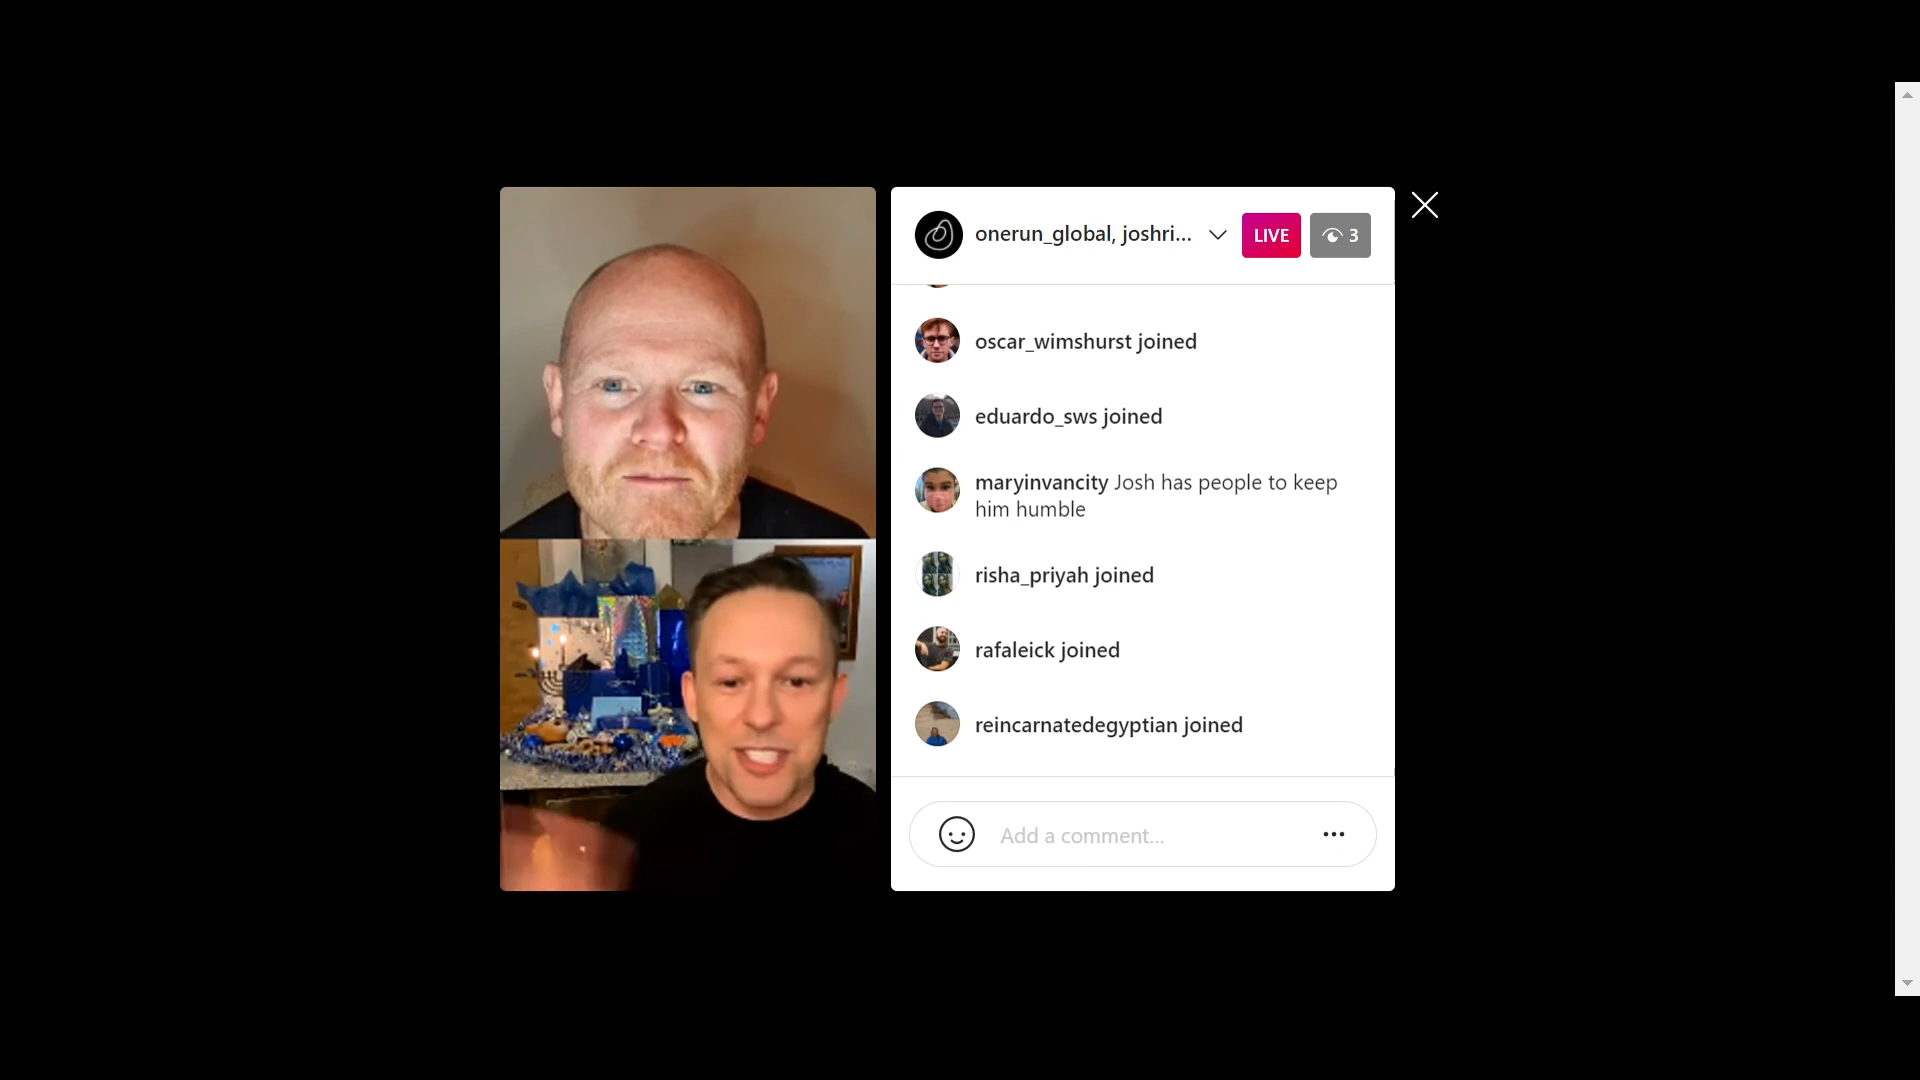 onerun_global, joshri...
LIVE
3
oscar_wimshurst joined
eduardo_sws joined
maryinvancity Josh has people to keep
him humble
risha_priyah joined
rafaleick joined
reincarnatedegyptian joined
Add a comment...